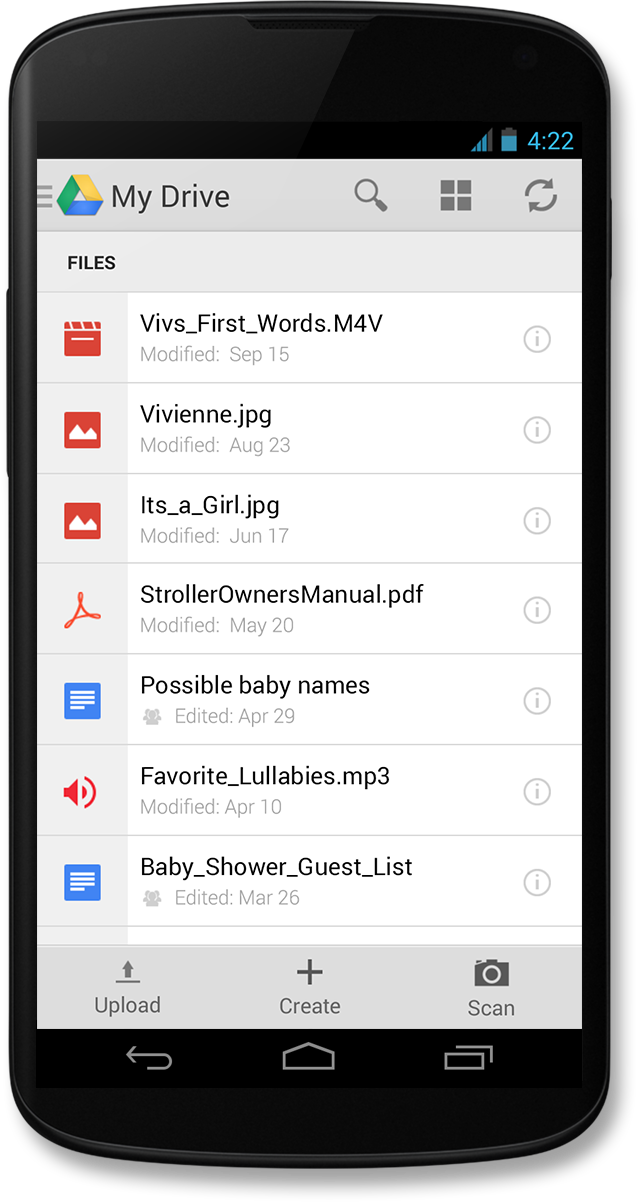 4:22
My Drive
FILES
Vivs_First_Words.M4V
Modified: Sep 15
Vivienne.jpg
Modified: Aug 23
Its_a_Girl.jpg
Modified: Jun 17
StrollerOwnersManual.pdf
Modified: May 20
Possible baby names
Edited: Apr 29
Favorite_Lullabies.mp3
Modified: Apr 10
Baby_Shower_Guest_List
Edited: Mar 26
Upload Create Scan